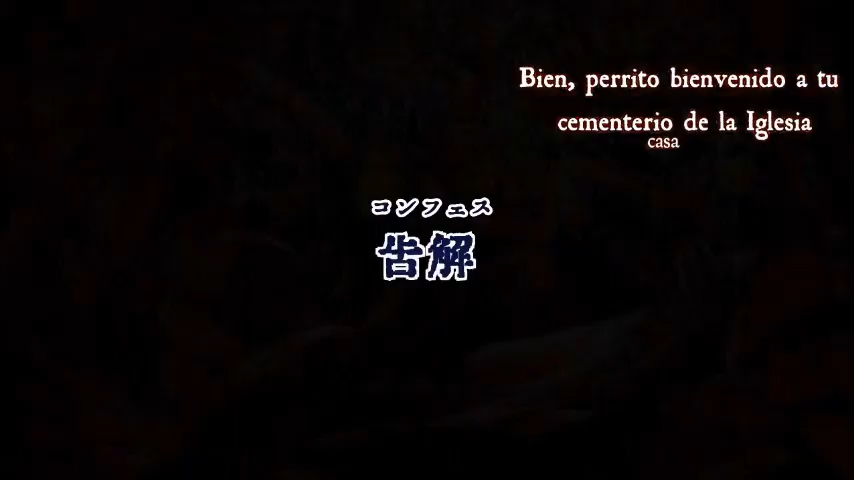 Bien, perrito bienvenido a tu
cementerio de la Iglesia
casa
コンフェス
告解